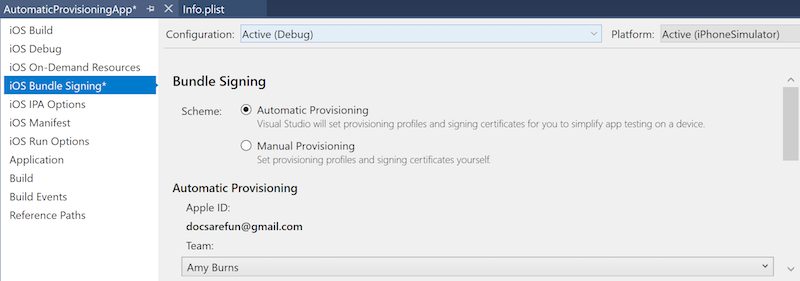 AutomaticProvisioningApp* Info.plist
iOS Build
iOS Debug
iOS On-Demand Resources
iOS Bundle Signing*
iOS IPA Options
iOS Manifest
iOS Run Options
Application
Build
Build Events
Reference Paths
Configuration: Active (Debug) Platform: Active (iPhoneSimulator)
Bundle Signing
Scheme: Automatic Provisioning
Visual Studio will set provisioning profiles and signing certificates for you to simplify app testing on a device.
Manual Provisioning
Set provisioning profiles and signing certificates yourself.
Automatic Provisioning
Apple ID:
docsarefun@gmail.com
Team:
Amy Burns